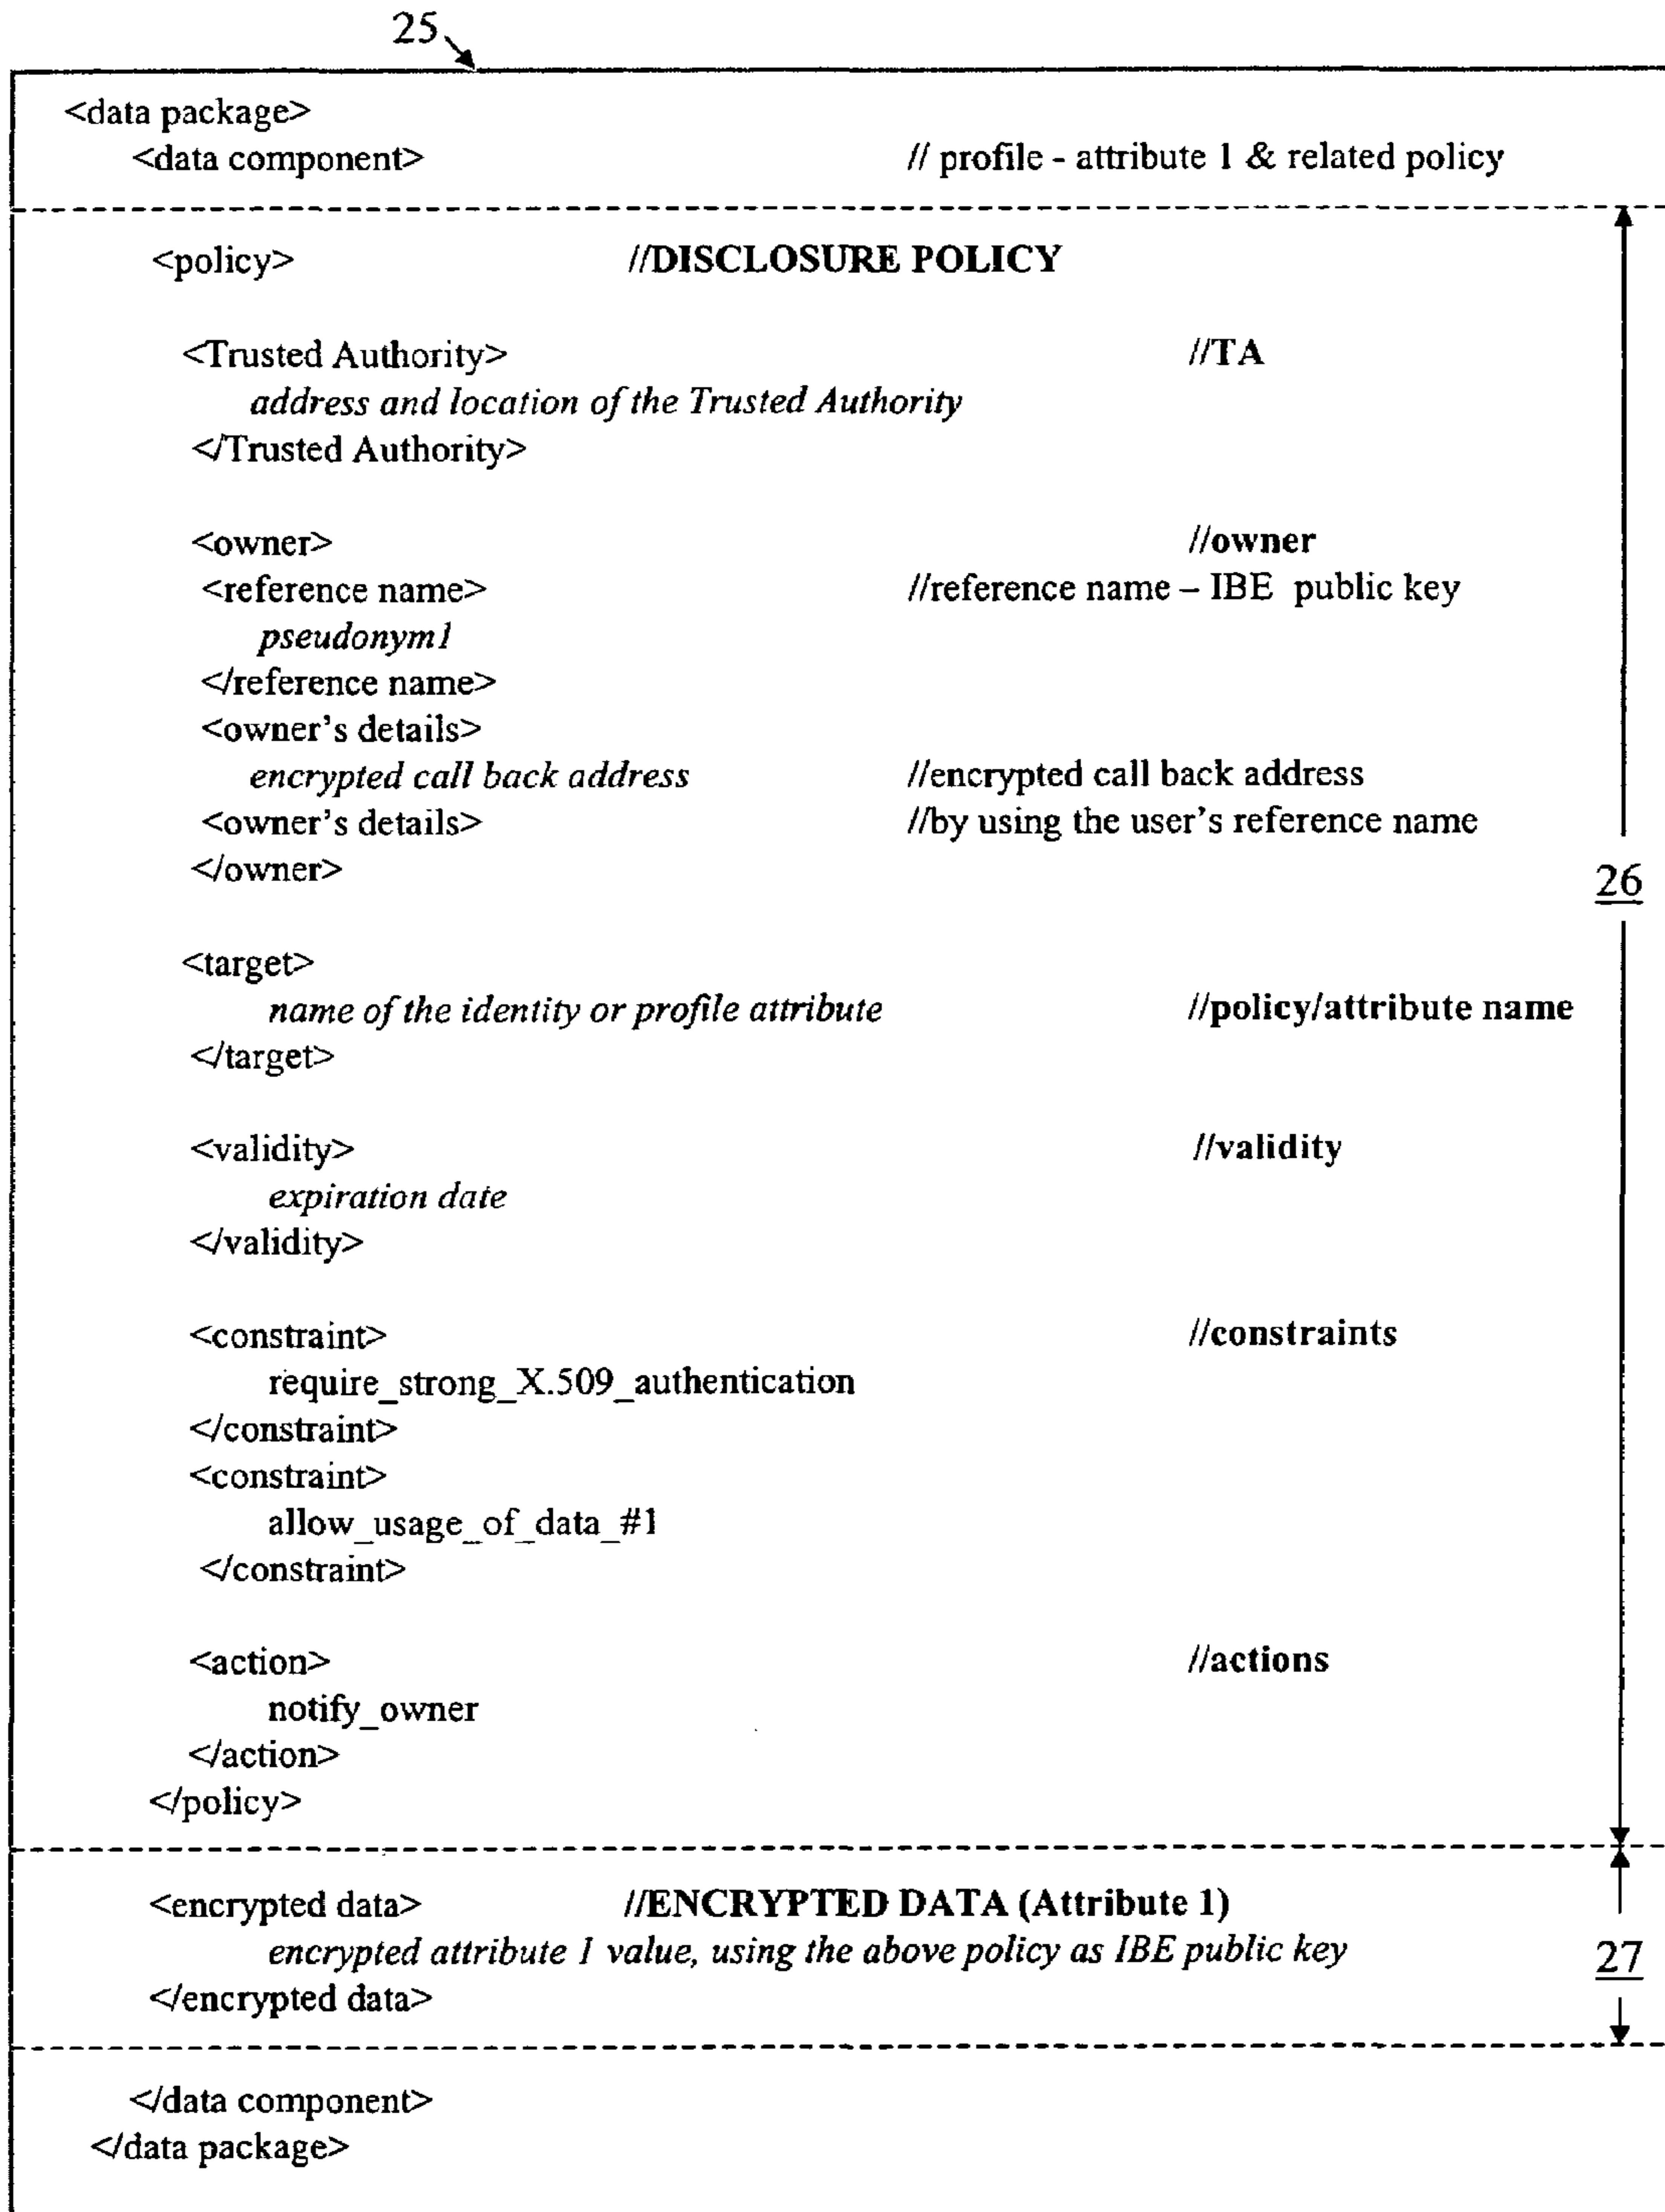 25
<data package>
<data component> // profile - attribute 1 & related policy
<policy> //DISCLOSURE POLICY
<Trusted Authority> //TA
address and location of the Trusted Authority
</Trusted Authority>
<owner> //owner
<reference name> //reference name – IBE public key
pseudonym1
</reference name>
<owner's details>
encrypted call back address //encrypted call back address
<owner's details> //by using the user's reference name
</owner>
26
<target>
name of the identity or profile attribute //policy/attribute name
</target>
<validity> //validity
expiration date
</validity>
<constraint> //constraints
require_strong_X.509_authentication
</constraint>
<constraint>
allow_usage_of_data_#1
</constraint>
<action> //actions
notify_owner
</action>
</policy>
<encrypted data> //ENCRYPTED DATA (Attribute 1)
encrypted attribute 1 value, using the above policy as IBE public key
27
</encrypted data>
</data component>
</data package>